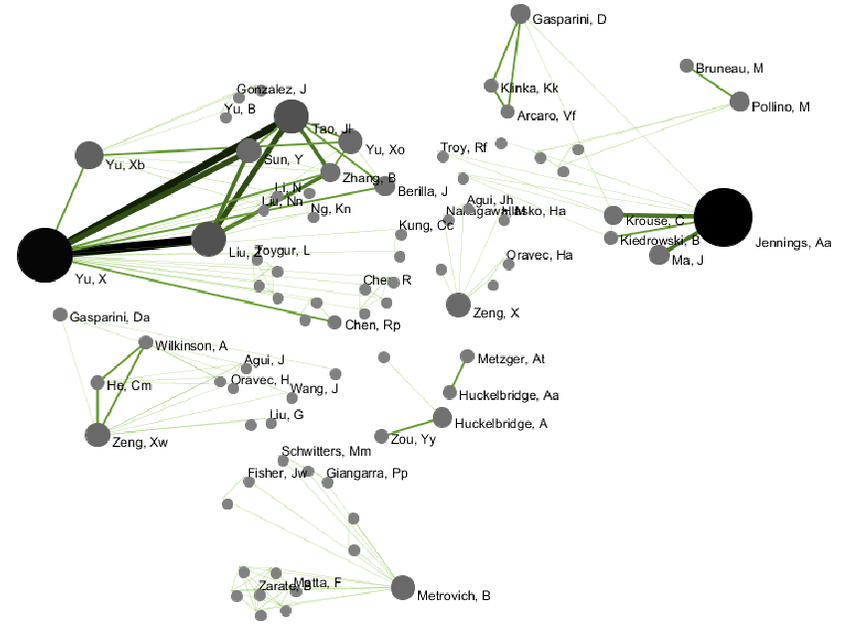 Gasparini, D
Bruneau, M
Klinka, Kk
Gonzalez, J
Pollino, M
Yu, B
Arcaro, Vf
Tao, Jl
Yu, Xo
Troy, Rf
Yu, Xb
Sun, Y
Zhang, B
Li, N
Berilla, J
Liu, Nn
Agui, Jh
Ng, Kn
Hasko, Ha
Krouse, C
Kung, Cc
Kiedrowski, B
Jennings, Aa
Liu, Z
Toygur, L
Oravec, Ha
Ma, J
Yu, X
Chen, R
Zeng, X
Gasparini, Da
Chen, Rp
Wilkinson, A
Agui, J
Metzger, At
He, Cm
Oravec, H
Wang, J
Huckelbridge, Aa
Liu, G
Huckelbridge, A
Zeng, Xw
Zou, Yy
Schwitters, Mm
Fisher, Jw
Giangarra, Pp
Zarate, B
Matta, F
Metrovich, B